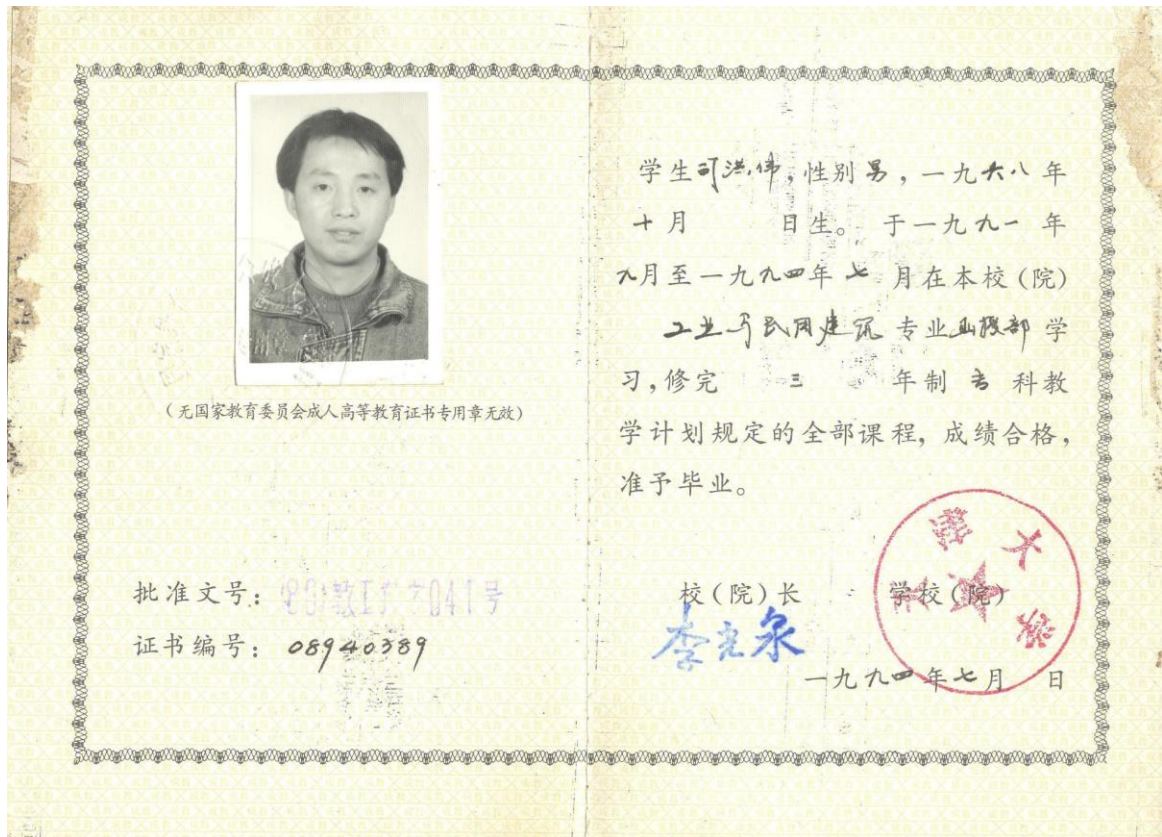 (无国家教育委员会成人高等教育证书专用章无效)
批准文号:
证书编号: 08940389
学生司洪伟,性别男,一九六八年
十月 日生。于一九九一年
九月至一九九四年七月在本校(院)
工业与民用建筑专业函授部学
习,修完 三 年制专科教
学计划规定的全部课程,成绩合格,
准予毕业。
校(院)长 学校(院)
一九九四年七月 日